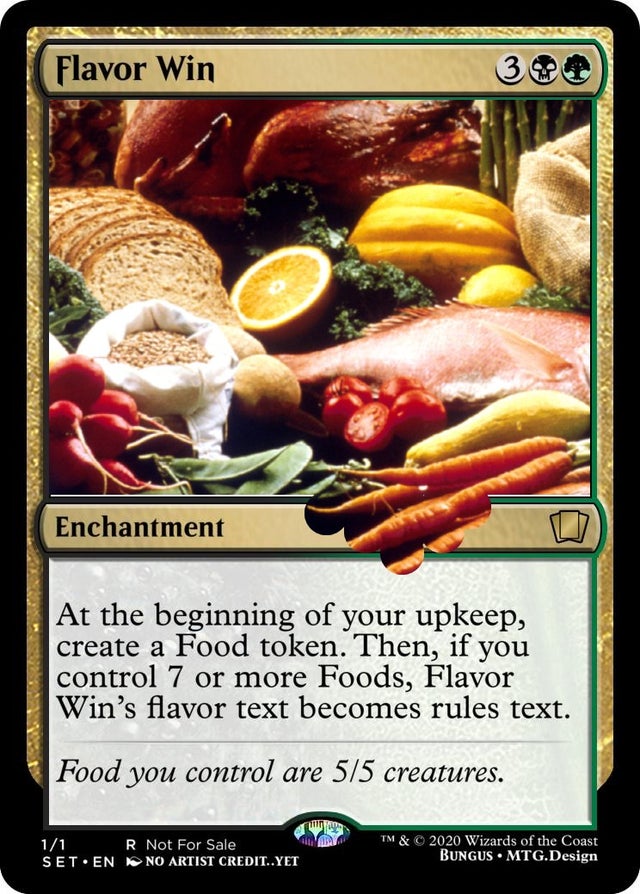 Flavor Win 3
Enchantment
At the beginning of your upkeep,
create a Food token. Then, if you
control 7 or more Foods, Flavor
Win’s flavor text becomes rules text.
Food you control are 5/5 creatures.
1/1 R Not For Sale ™ & © 2020 Wizards of the Coast
SET • EN NO ARTIST CREDIT..YET BUNGUS • MTG.DESIGN